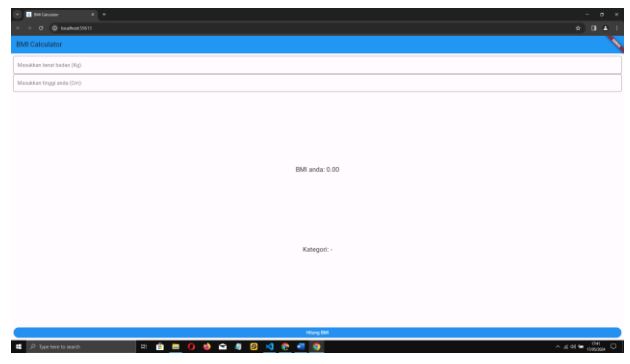 BMI Calculator
BMI Calculator
Masukkan berat badan (Kg)
Masukkan tinggi anda (Cm)
BMI anda: 0.00
Kategori: -
Hitung BMI
Type here to search